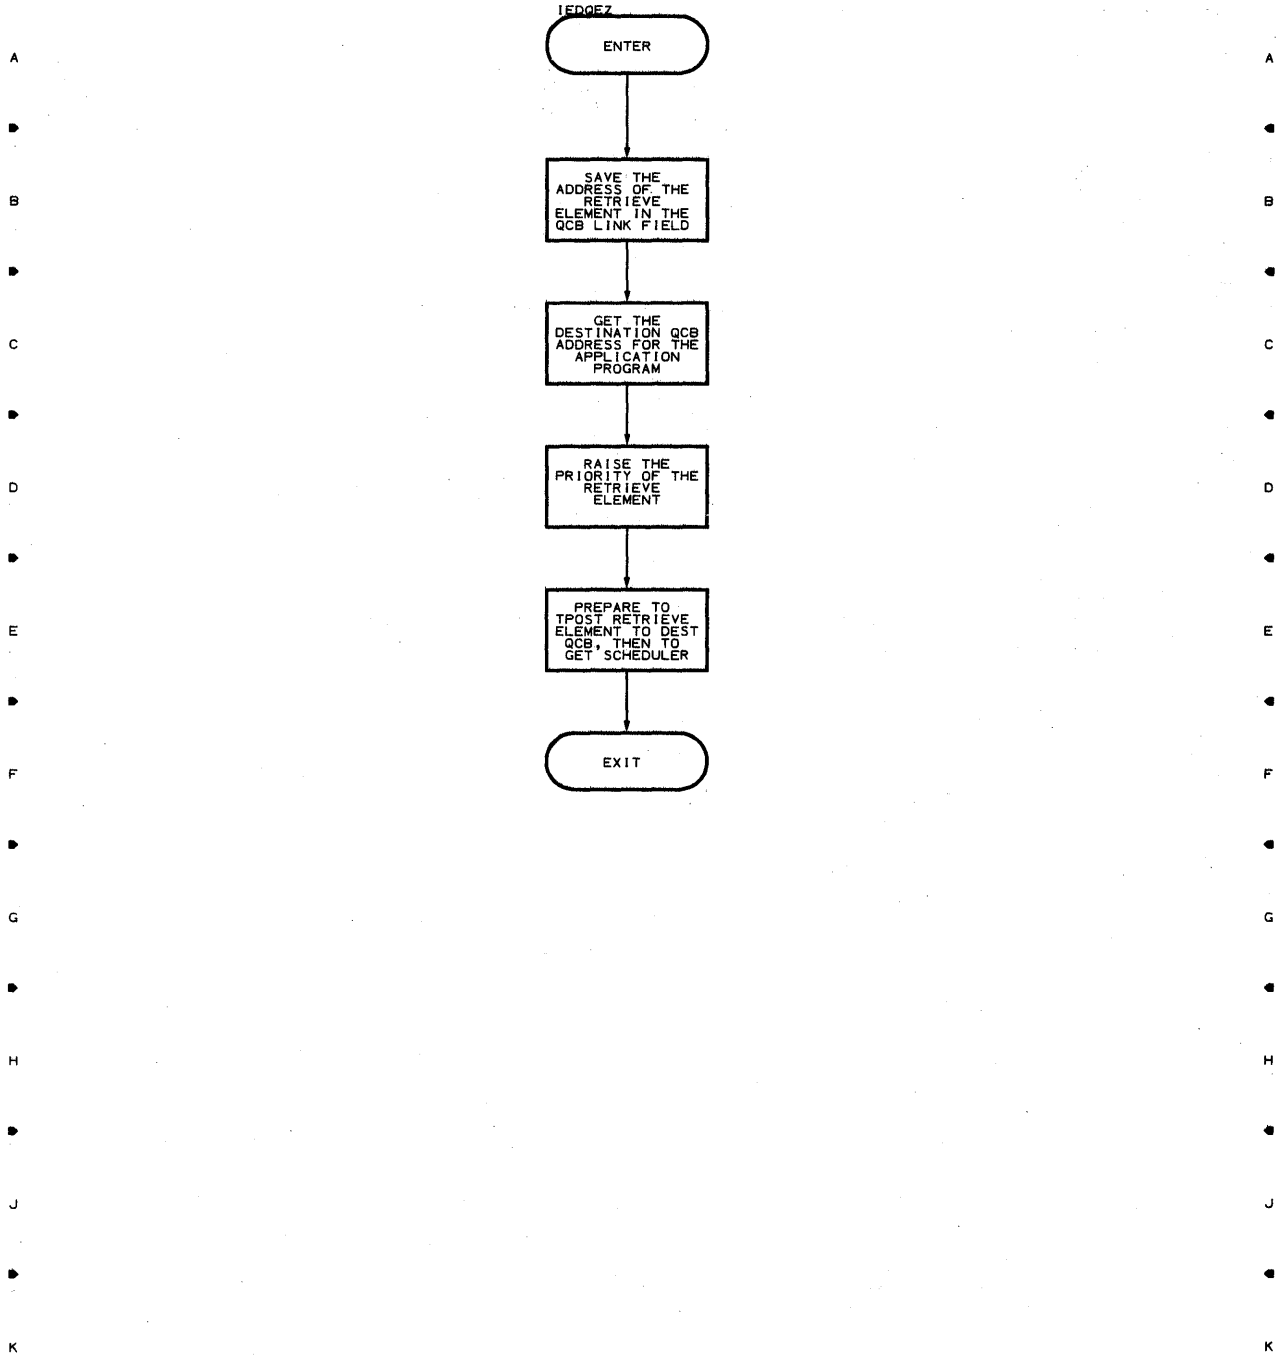 IEDQEZ
ENTER
A A
SAVE THE
ADDRESS OF THE
RETRIEVE
ELEMENT IN THE
QCB LINK FIELD
B B
GET THE
DESTINATION QCB
ADDRESS FOR THE
APPLICATION
PROGRAM
C C
RAISE THE
PRIORITY OF THE
RETRIEVE
ELEMENT
D D
PREPARE TO
TPOST RETRIEVE
ELEMENT TO DEST
QCB, THEN TO
GET SCHEDULER
E E
EXIT
F F
G G
H H
J J
K K